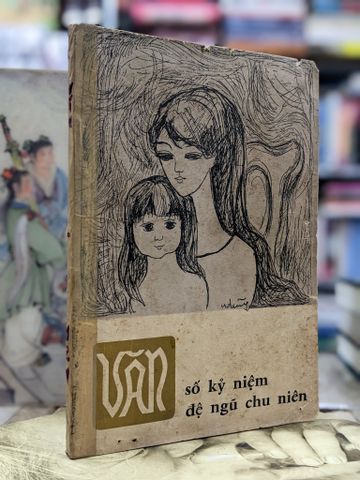 VĂN
số kỷ niệm
đệ ngũ chu niên